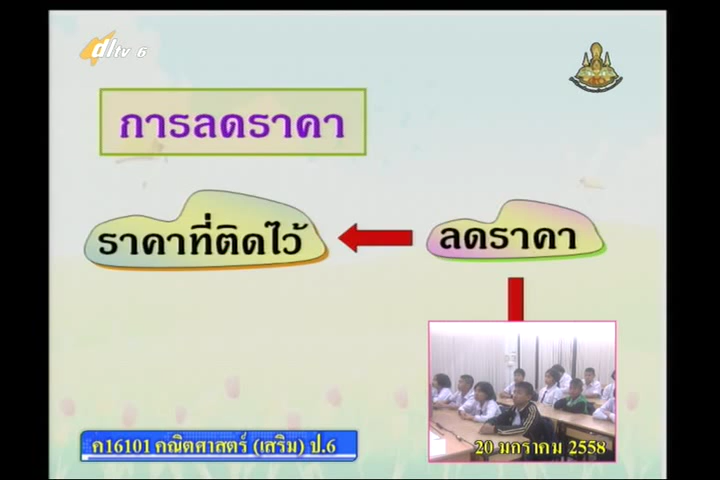 dltv 6
การลดราคา
ราคาที่ติดไว้
ลดราคา
ค16101 คณิตศาสตร์ (เสริม) ป.6
20 มกราคม 2558